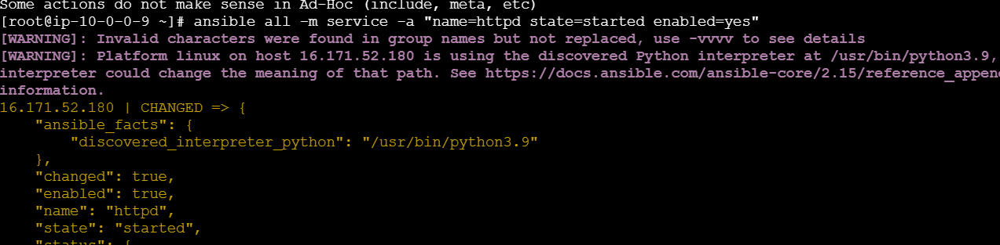 Some actions do not make sense in Ad-Hoc (include, meta, etc)
[root@ip-10-0-0-9 ~]# ansible all -m service -a "name=httpd state=started enabled=yes"
[WARNING]: Invalid characters were found in group names but not replaced, use -vvvv to see details
[WARNING]: Platform linux on host 16.171.52.180 is using the discovered Python interpreter at /usr/bin/python3.9,
interpreter could change the meaning of that path. See https://docs.ansible.com/ansible-core/2.15/reference_appen
information.
16.171.52.180 | CHANGED => {
    "ansible_facts": {
        "discovered_interpreter_python": "/usr/bin/python3.9"
    },
    "changed": true,
    "enabled": true,
    "name": "httpd",
    "state": "started",
    "status": {